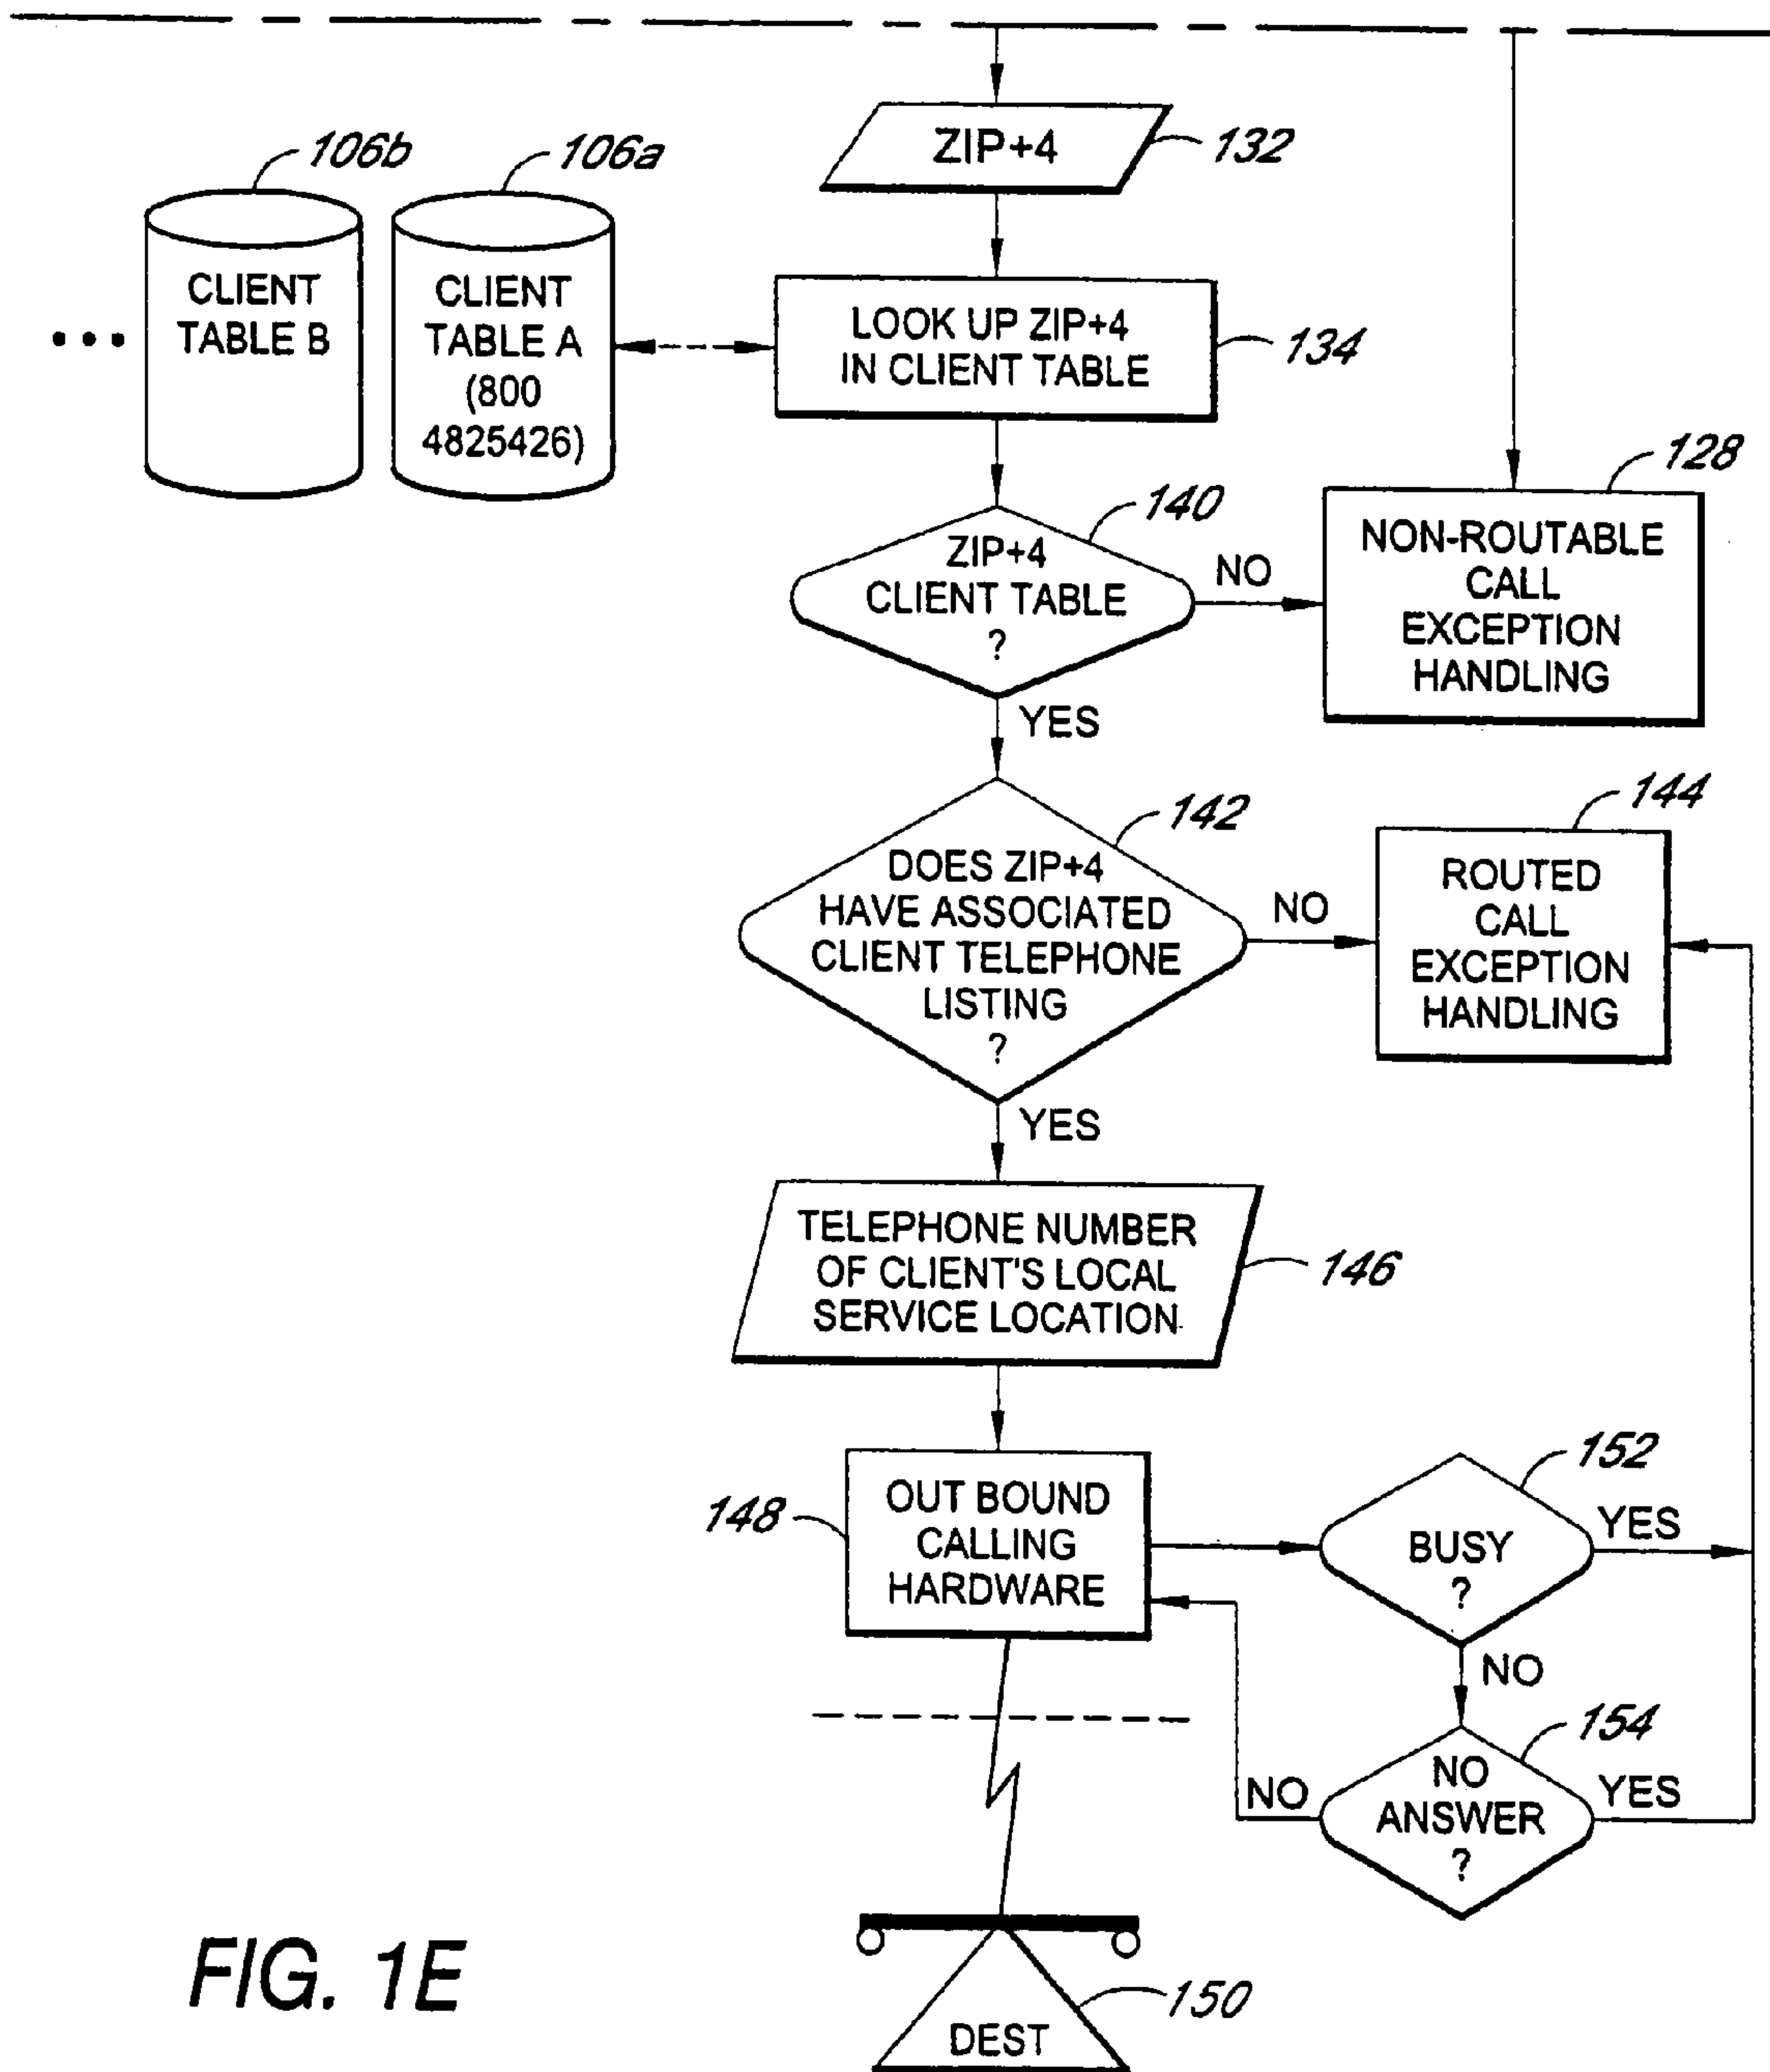 ZIP+4
132
106b
106a
CLIENT
TABLE B
CLIENT
TABLE A
(800
4825426)
LOOK UP ZIP+4
IN CLIENT TABLE
134
140
ZIP+4
CLIENT TABLE
?
NO
YES
128
NON-ROUTABLE
CALL
EXCEPTION
HANDLING
142
DOES ZIP+4
HAVE ASSOCIATED
CLIENT TELEPHONE
LISTING
?
NO
YES
144
ROUTED
CALL
EXCEPTION
HANDLING
TELEPHONE NUMBER
OF CLIENT'S LOCAL
SERVICE LOCATION
146
148
OUT BOUND
CALLING
HARDWARE
152
BUSY
?
YES
NO
154
NO
ANSWER
?
NO
YES
150
DEST
FIG. 1E